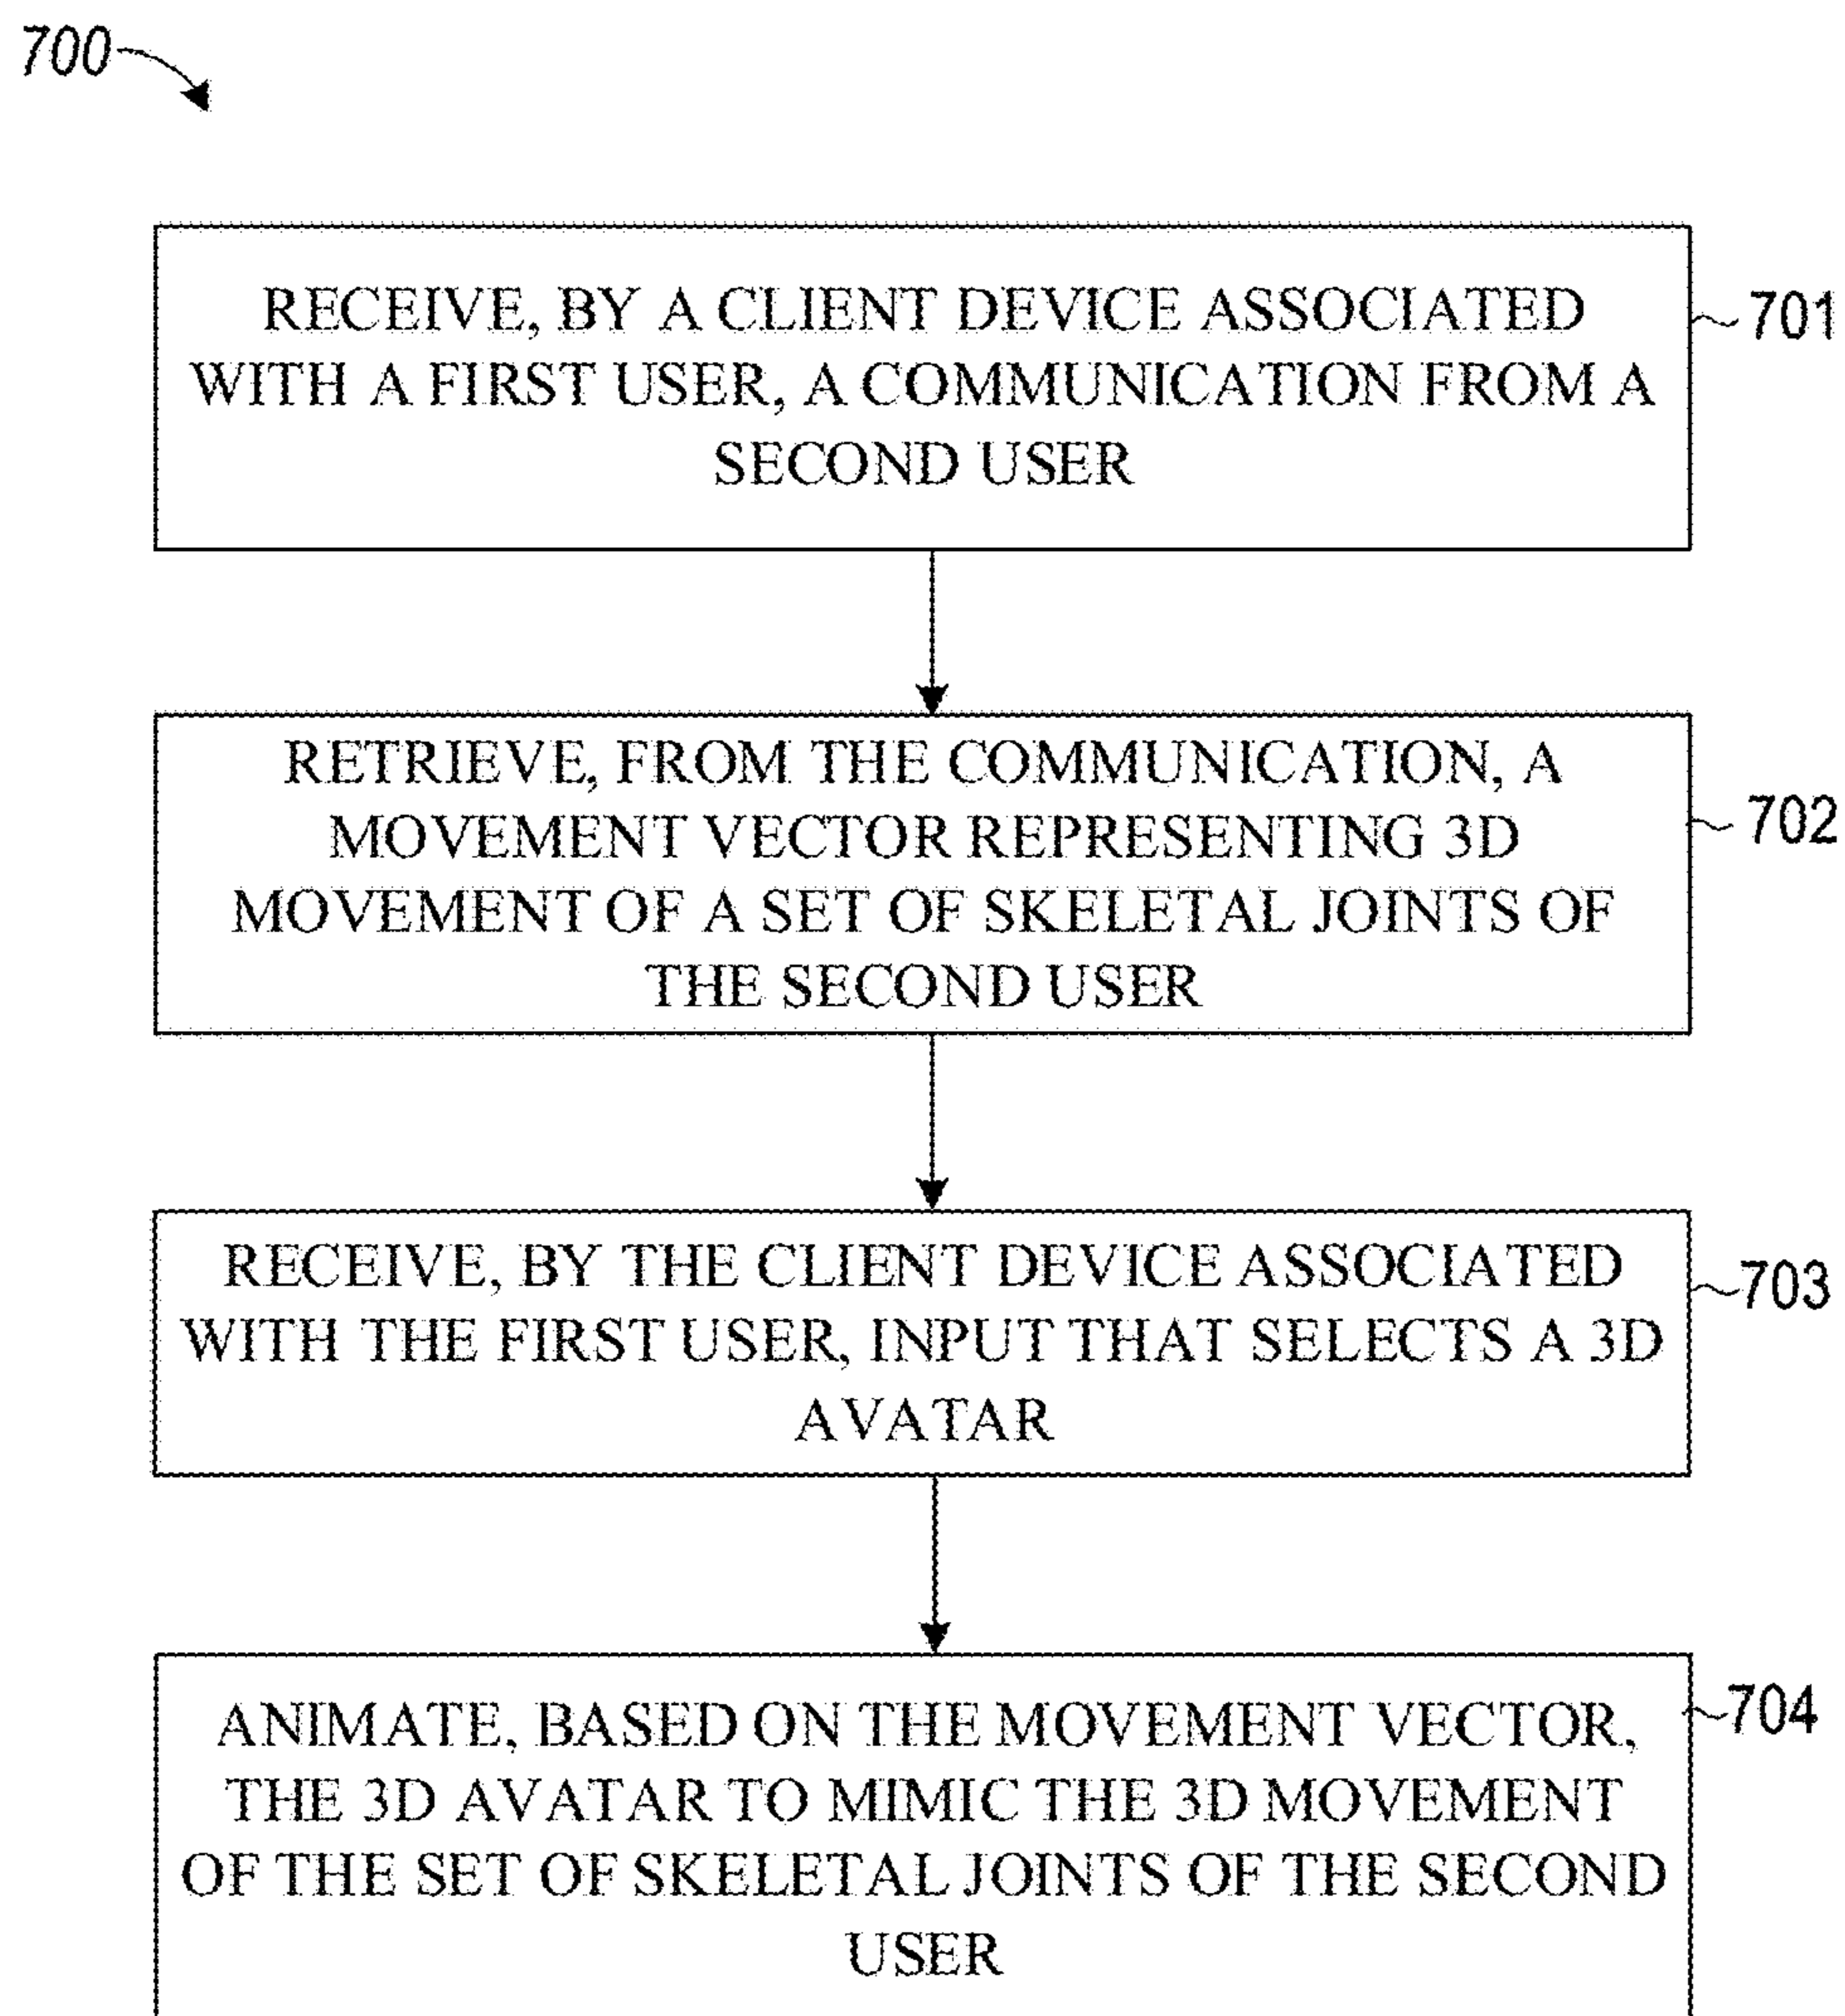 700
RECEIVE, BY A CLIENT DEVICE ASSOCIATED
WITH A FIRST USER, A COMMUNICATION FROM A
SECOND USER
701
RETRIEVE, FROM THE COMMUNICATION, A
MOVEMENT VECTOR REPRESENTING 3D
MOVEMENT OF A SET OF SKELETAL JOINTS OF
THE SECOND USER
702
RECEIVE, BY THE CLIENT DEVICE ASSOCIATED
WITH THE FIRST USER, INPUT THAT SELECTS A 3D
AVATAR
703
ANIMATE, BASED ON THE MOVEMENT VECTOR,
THE 3D AVATAR TO MIMIC THE 3D MOVEMENT
OF THE SET OF SKELETAL JOINTS OF THE SECOND
USER
704